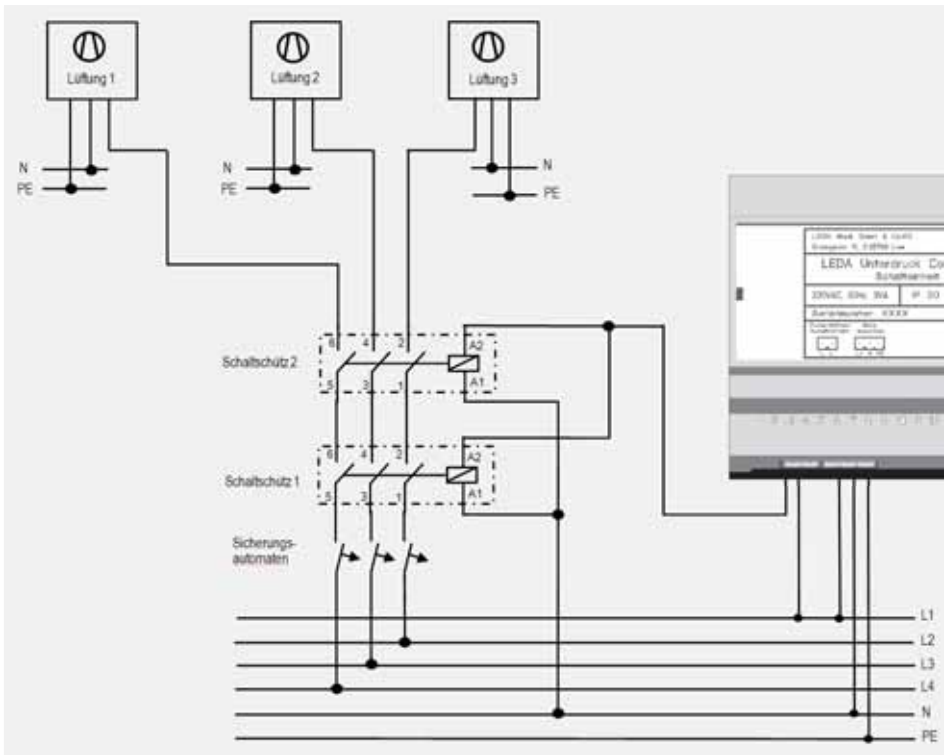 Lüftung 1
Lüftung 2
Lüftung 3
N
PE
N
PE
N
PE
LEDA Unterdruck
IP 20
6 4 2
A2
Schaltschütz 2
5 3 1
A1
6 4 2
A2
Schaltschütz 1
5 3 1
A1
Sicherungs-
automaten
L1
L2
L3
L4
N
PE